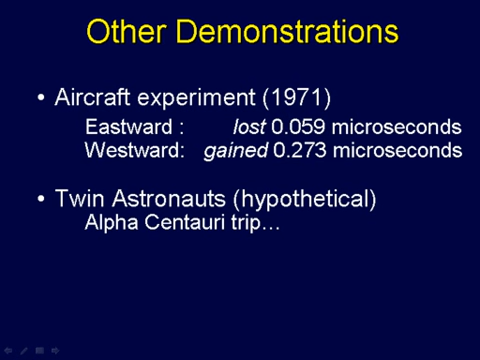 Other Demonstrations
• Aircraft experiment (1971)
Eastward : lost 0.059 microseconds
Westward: gained 0.273 microseconds
• Twin Astronauts (hypothetical)
Alpha Centauri trip…